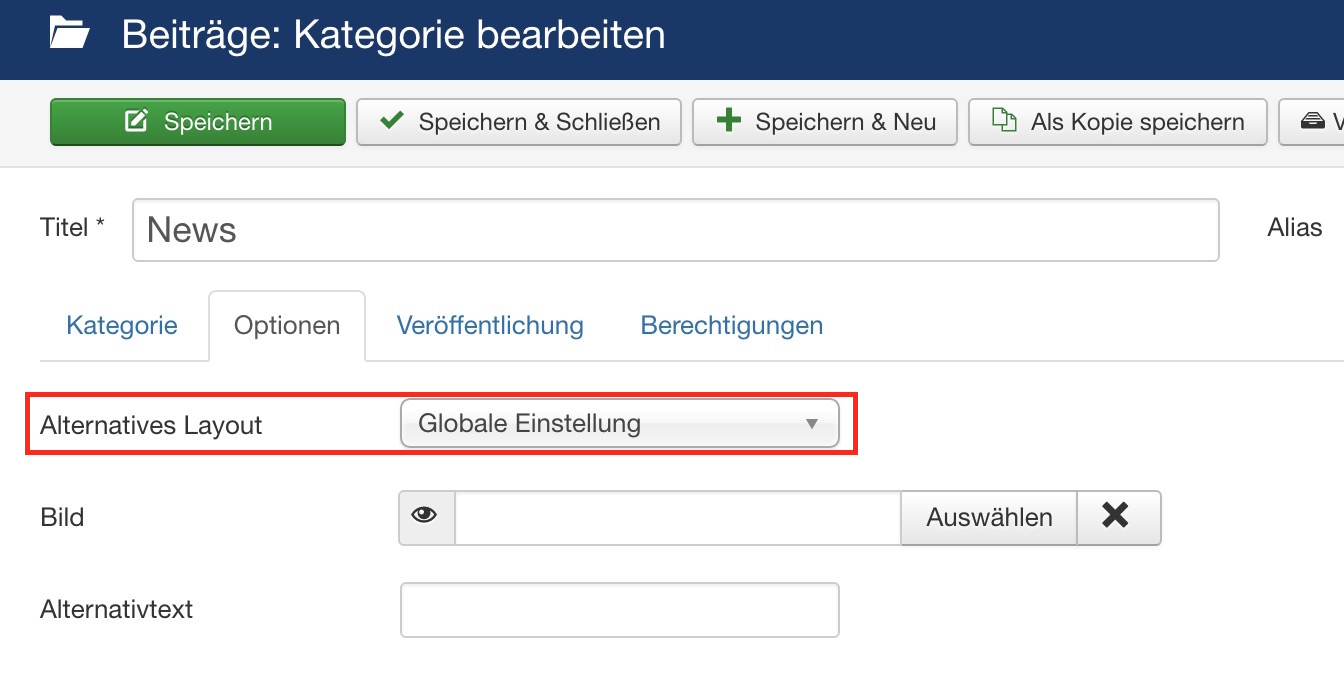 Beiträge: Kategorie bearbeiten
Speichern Speichern & Schließen Speichern & Neu Als Kopie speichern
Titel * News Alias
Kategorie Optionen Veröffentlichung Berechtigungen
Alternatives Layout Globale Einstellung
Bild Auswählen
Alternativtext